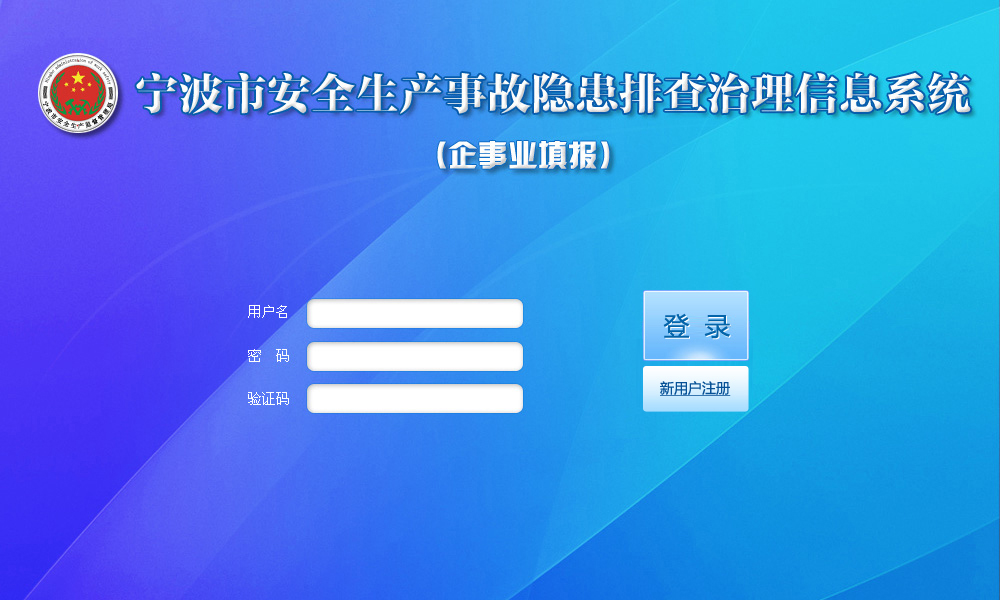 宁波市安全生产事故隐患排查治理信息系统
(企事业填报)
用户名
密 码
验证码
登 录
新用户注册